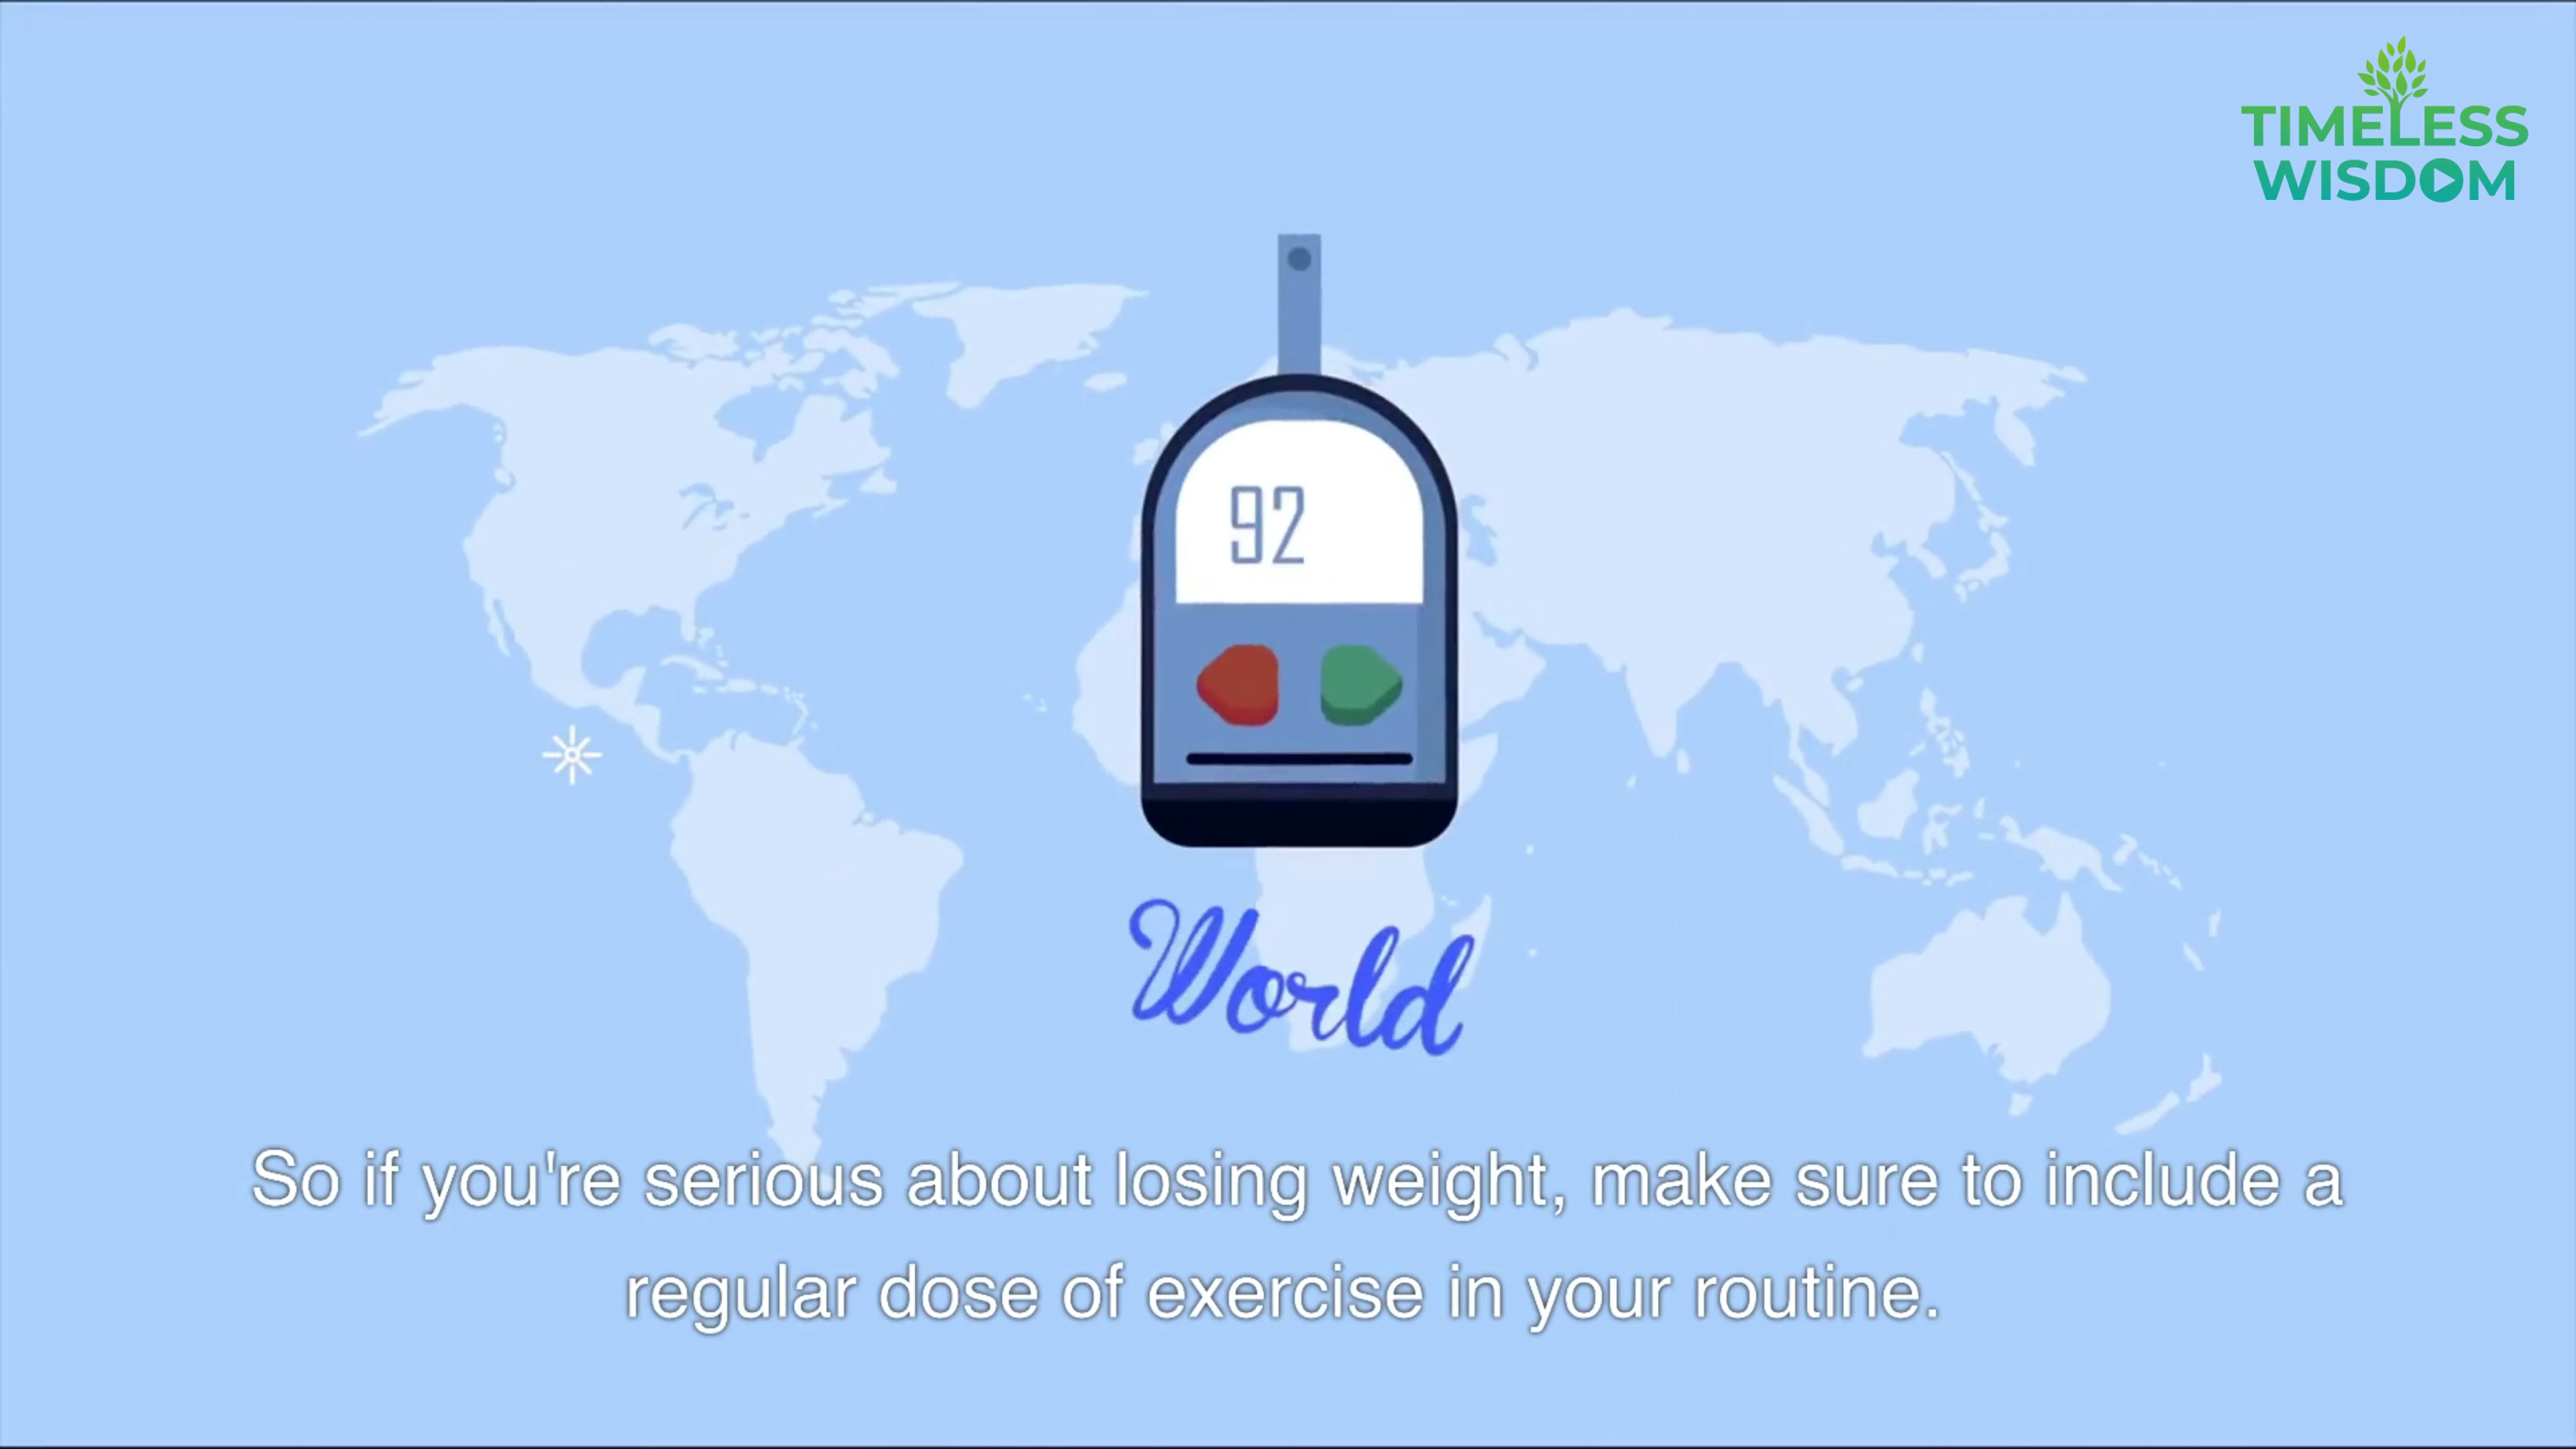 TIMELESS
WISDOM
92
World
So if you're serious about losing weight, make sure to include a
regular dose of exercise in your routine.